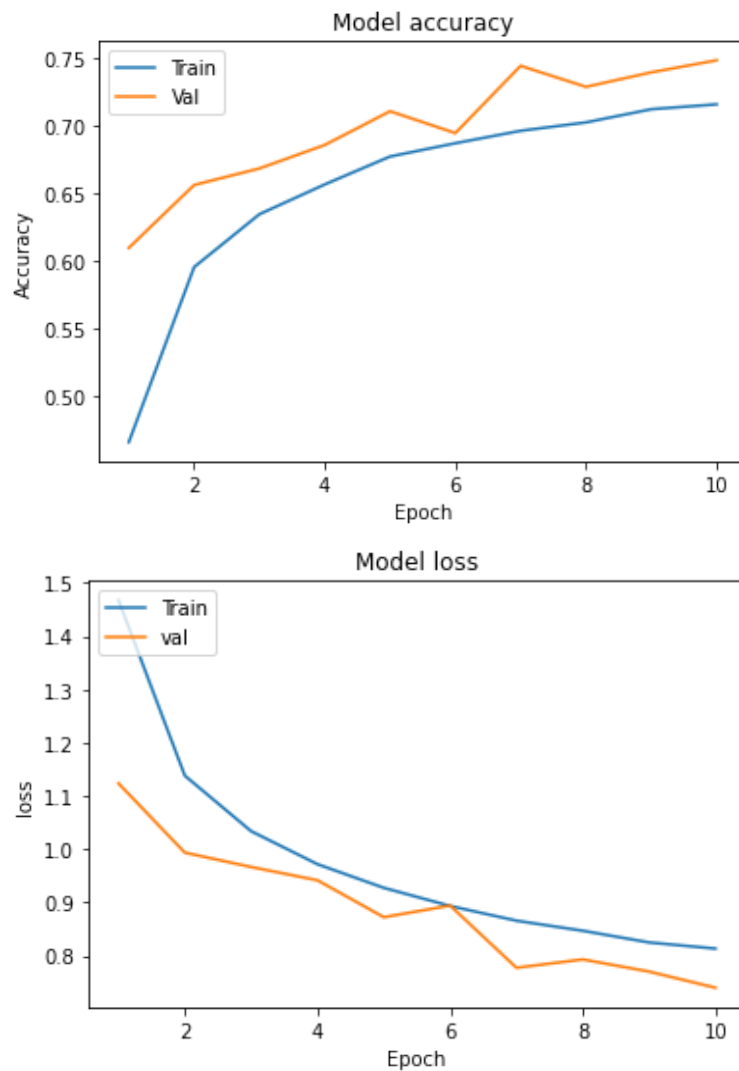 Model accuracy
Train
Val
0.75
0.70
0.65
0.60
0.55
0.50
Accuracy
2 4 6 8 10
Epoch
Model loss
Train
val
1.5
1.4
1.3
1.2
1.1
1.0
0.9
0.8
loss
2 4 6 8 10
Epoch